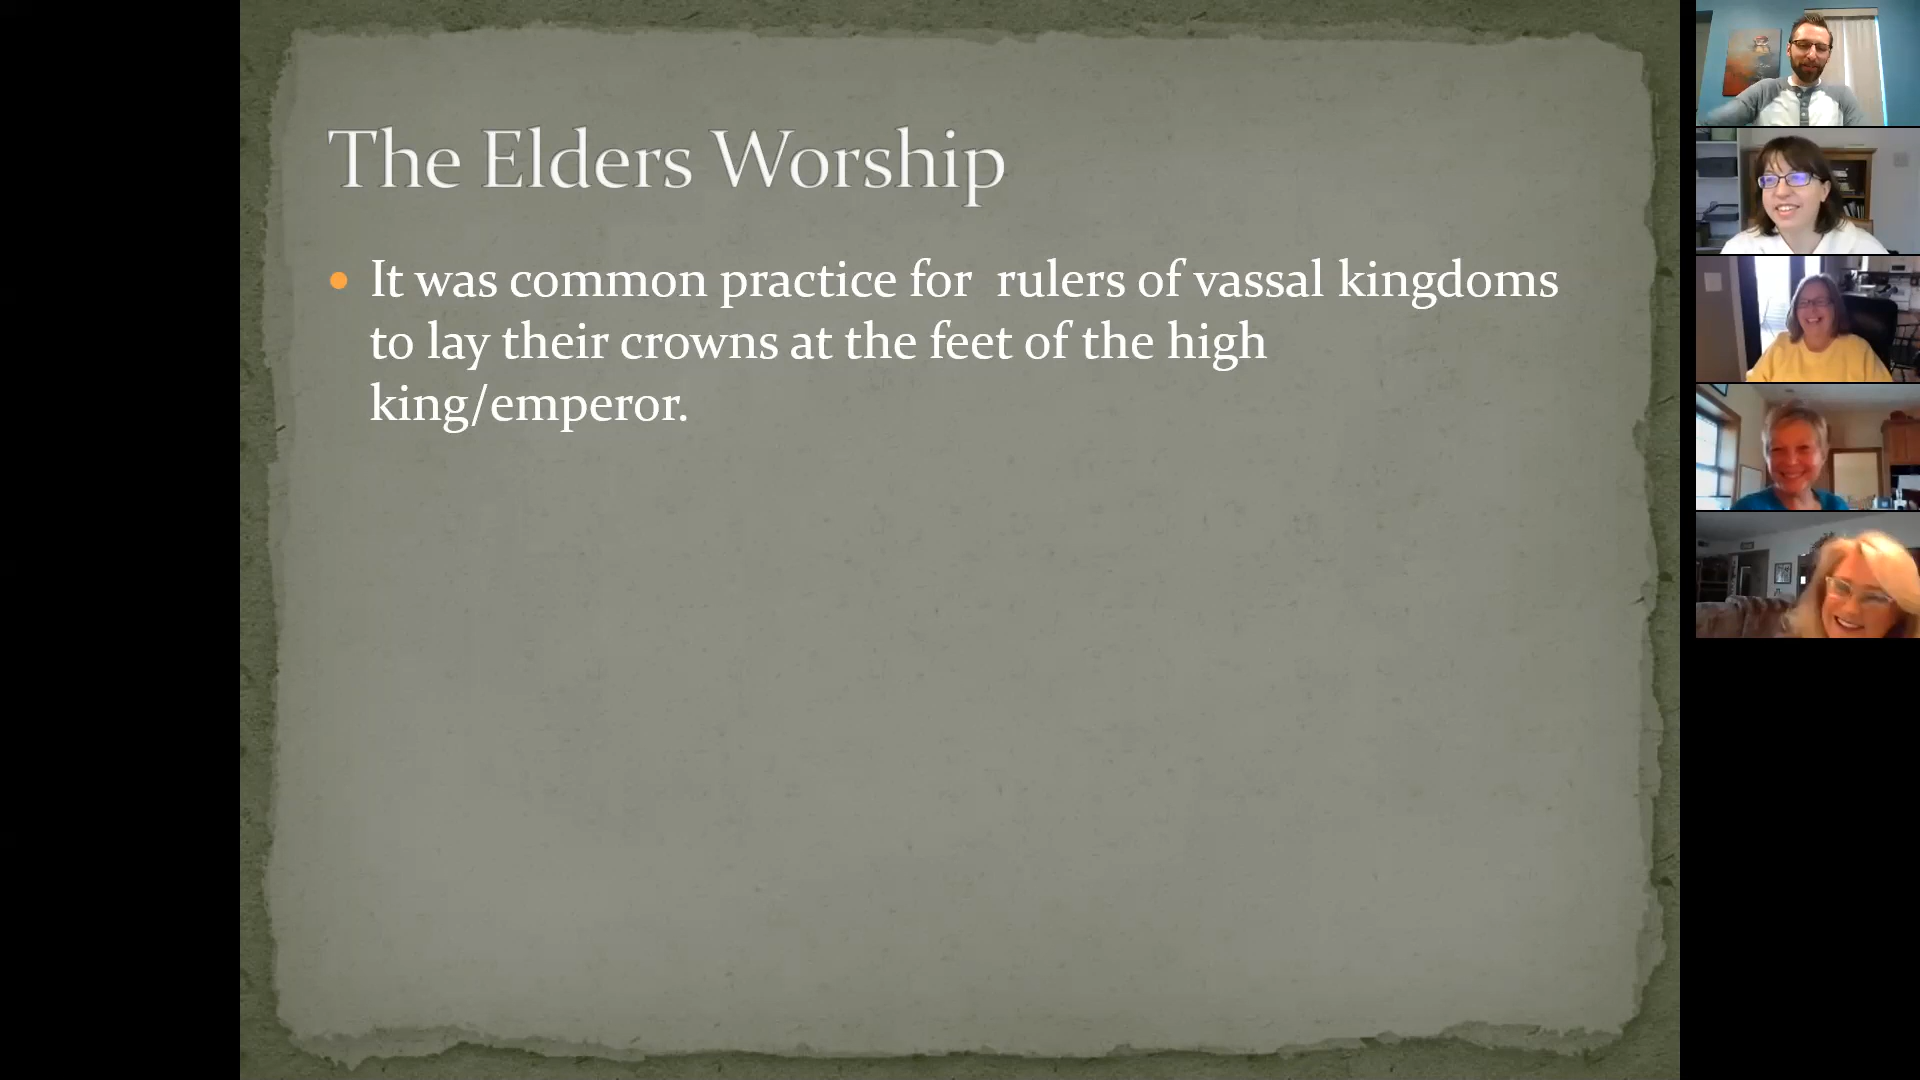 The Elders Worship
It was common practice for  rulers of vassal kingdoms
to lay their crowns at the feet of the high
king/emperor.